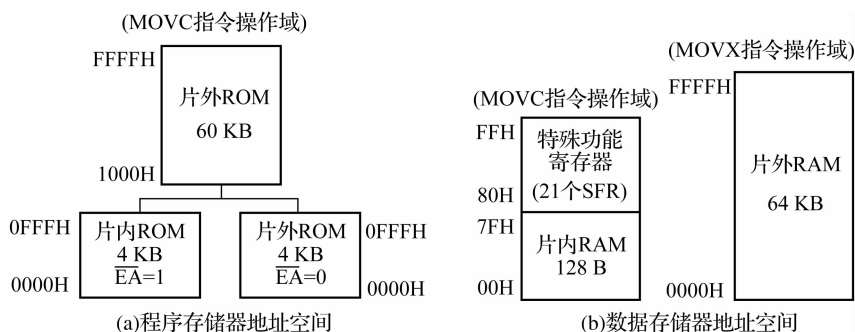 (MOVC指令操作域)
FFFFH
片外ROM
60 KB
1000H
0FFFH
片内ROM
4 KB
EA=1
0000H
片外ROM
4 KB
EA=0
0FFFH
0000H
(a)程序存储器地址空间
(MOVC指令操作域)
FFH
特殊功能
寄存器
(21个SFR)
80H
7FH
片内RAM
128 B
00H
(MOVX指令操作域)
FFFFH
片外RAM
64 KB
0000H
(b)数据存储器地址空间